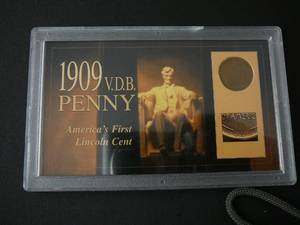 1909 V.D.B.
PENNY
America's First
Lincoln Cent